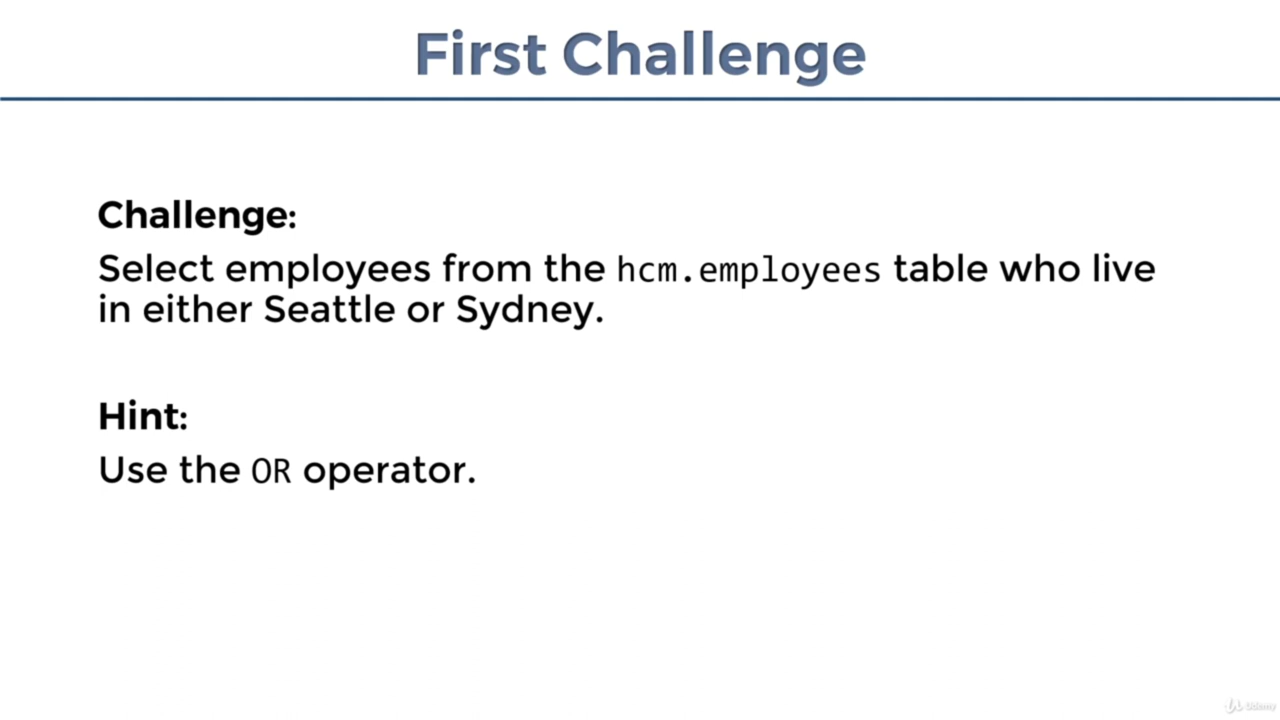 First Challenge
Challenge:
Select employees from the hcm.employees table who live
in either Seattle or Sydney.
Hint:
Use the OR operator.
Udemy